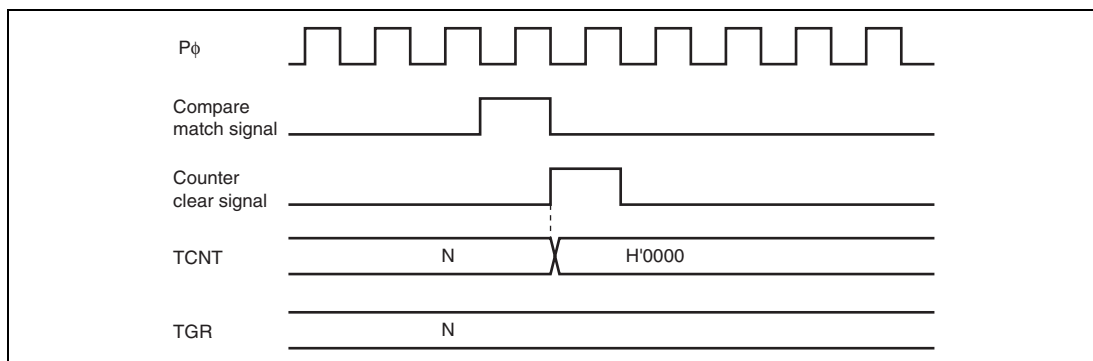 Pϕ
Compare
match signal
Counter
clear signal
TCNT
N
H'0000
TGR
N